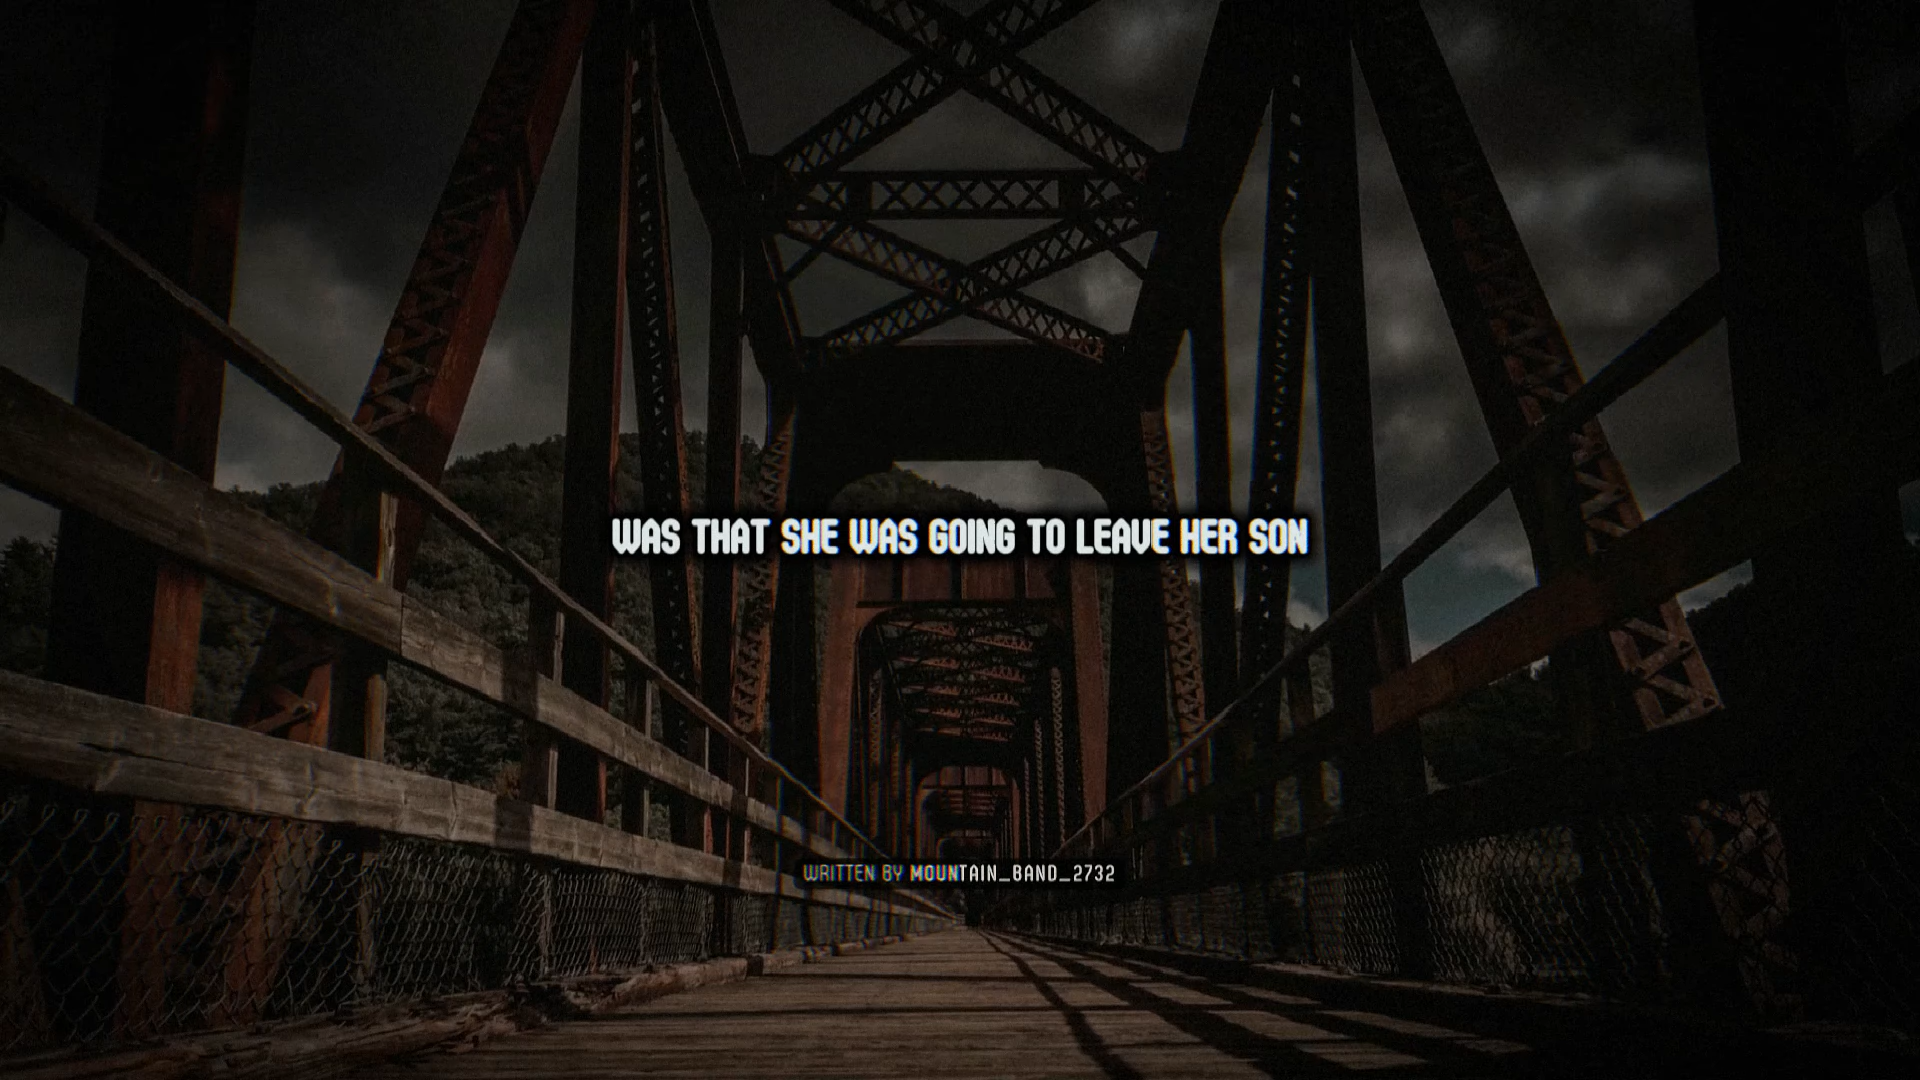 WAS THAT SHE WAS GOING TO LEAVE HER SON
WRITTEN BY MOUNTAIN_BAND_2732